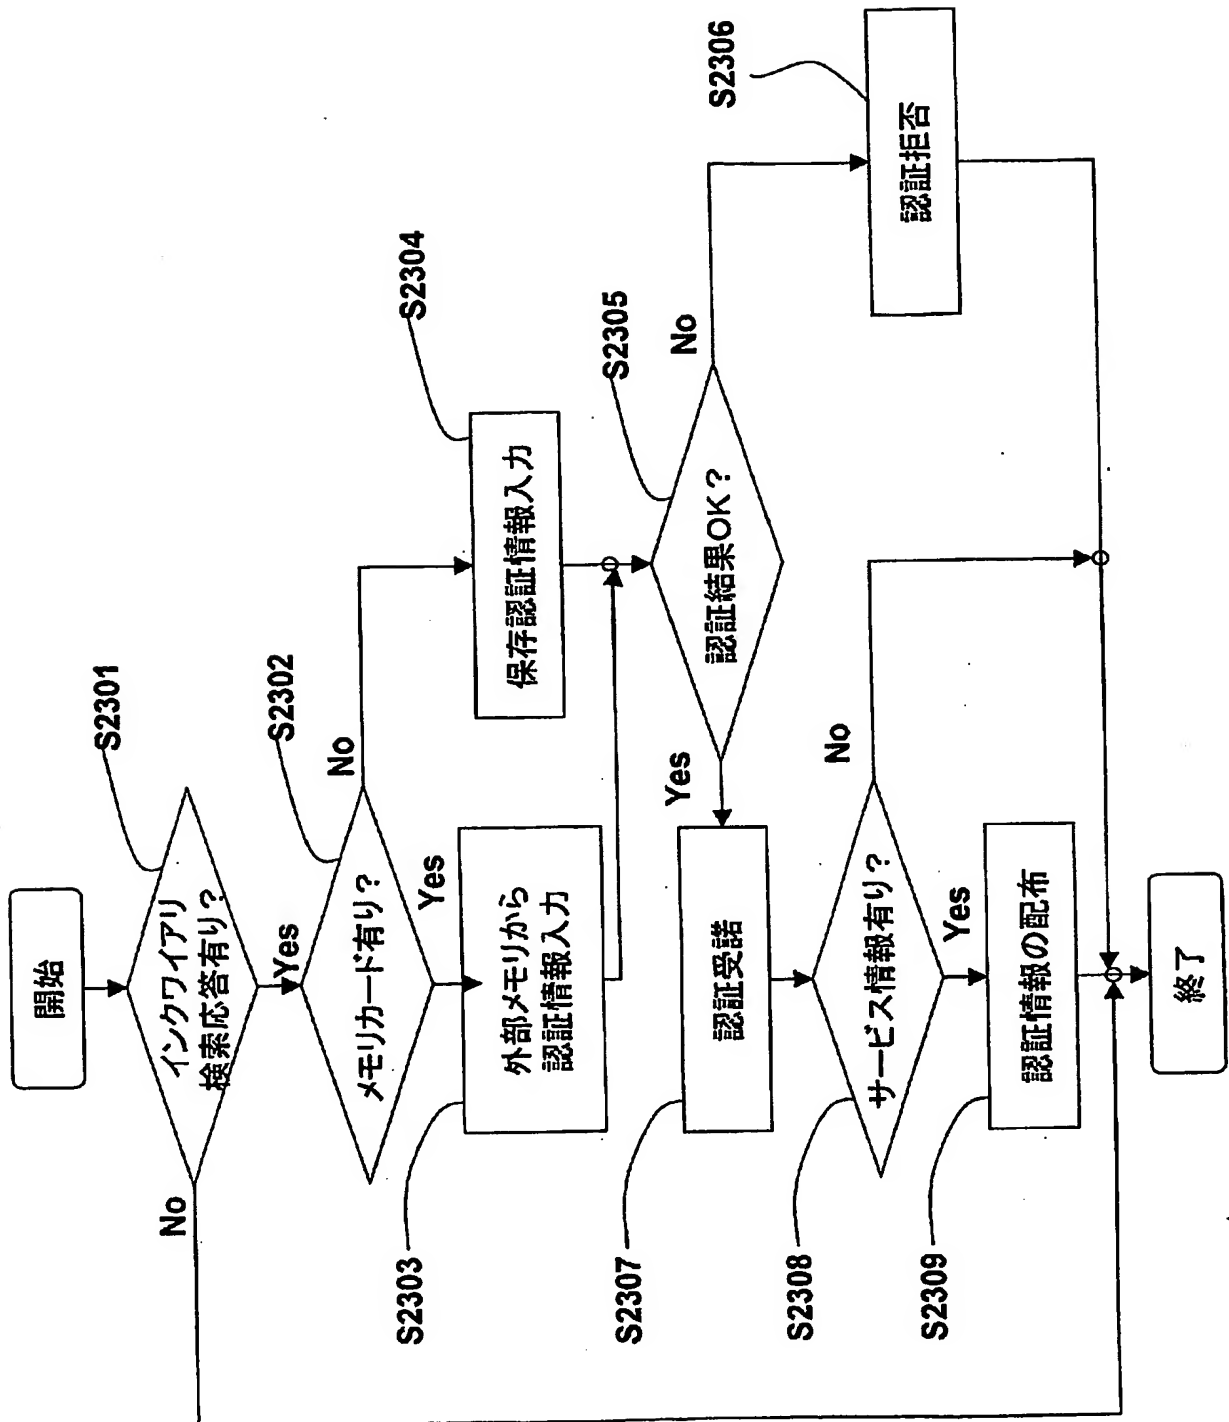 開始
S2301
インクワイアリ
検索応答有り?
No
Yes
S2302
メモリカード有り?
No
Yes
S2303
外部メモリから
認証情報入力
S2304
保存認証情報入力
S2305
認証結果OK?
No
Yes
S2306
認証拒否
S2307
認証受諾
S2308
サービス情報有り?
No
Yes
S2309
認証情報の配布
終了